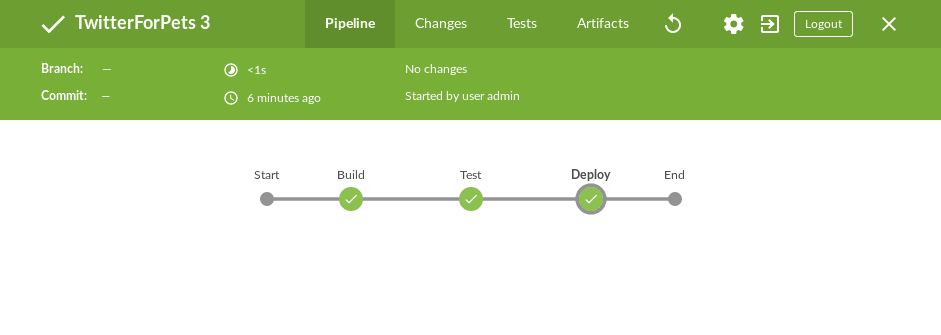 TwitterForPets 3 Pipeline Changes Tests Artifacts Logout
Branch: — <1s No changes
Commit: — 6 minutes ago Started by user admin
Start Build Test Deploy End